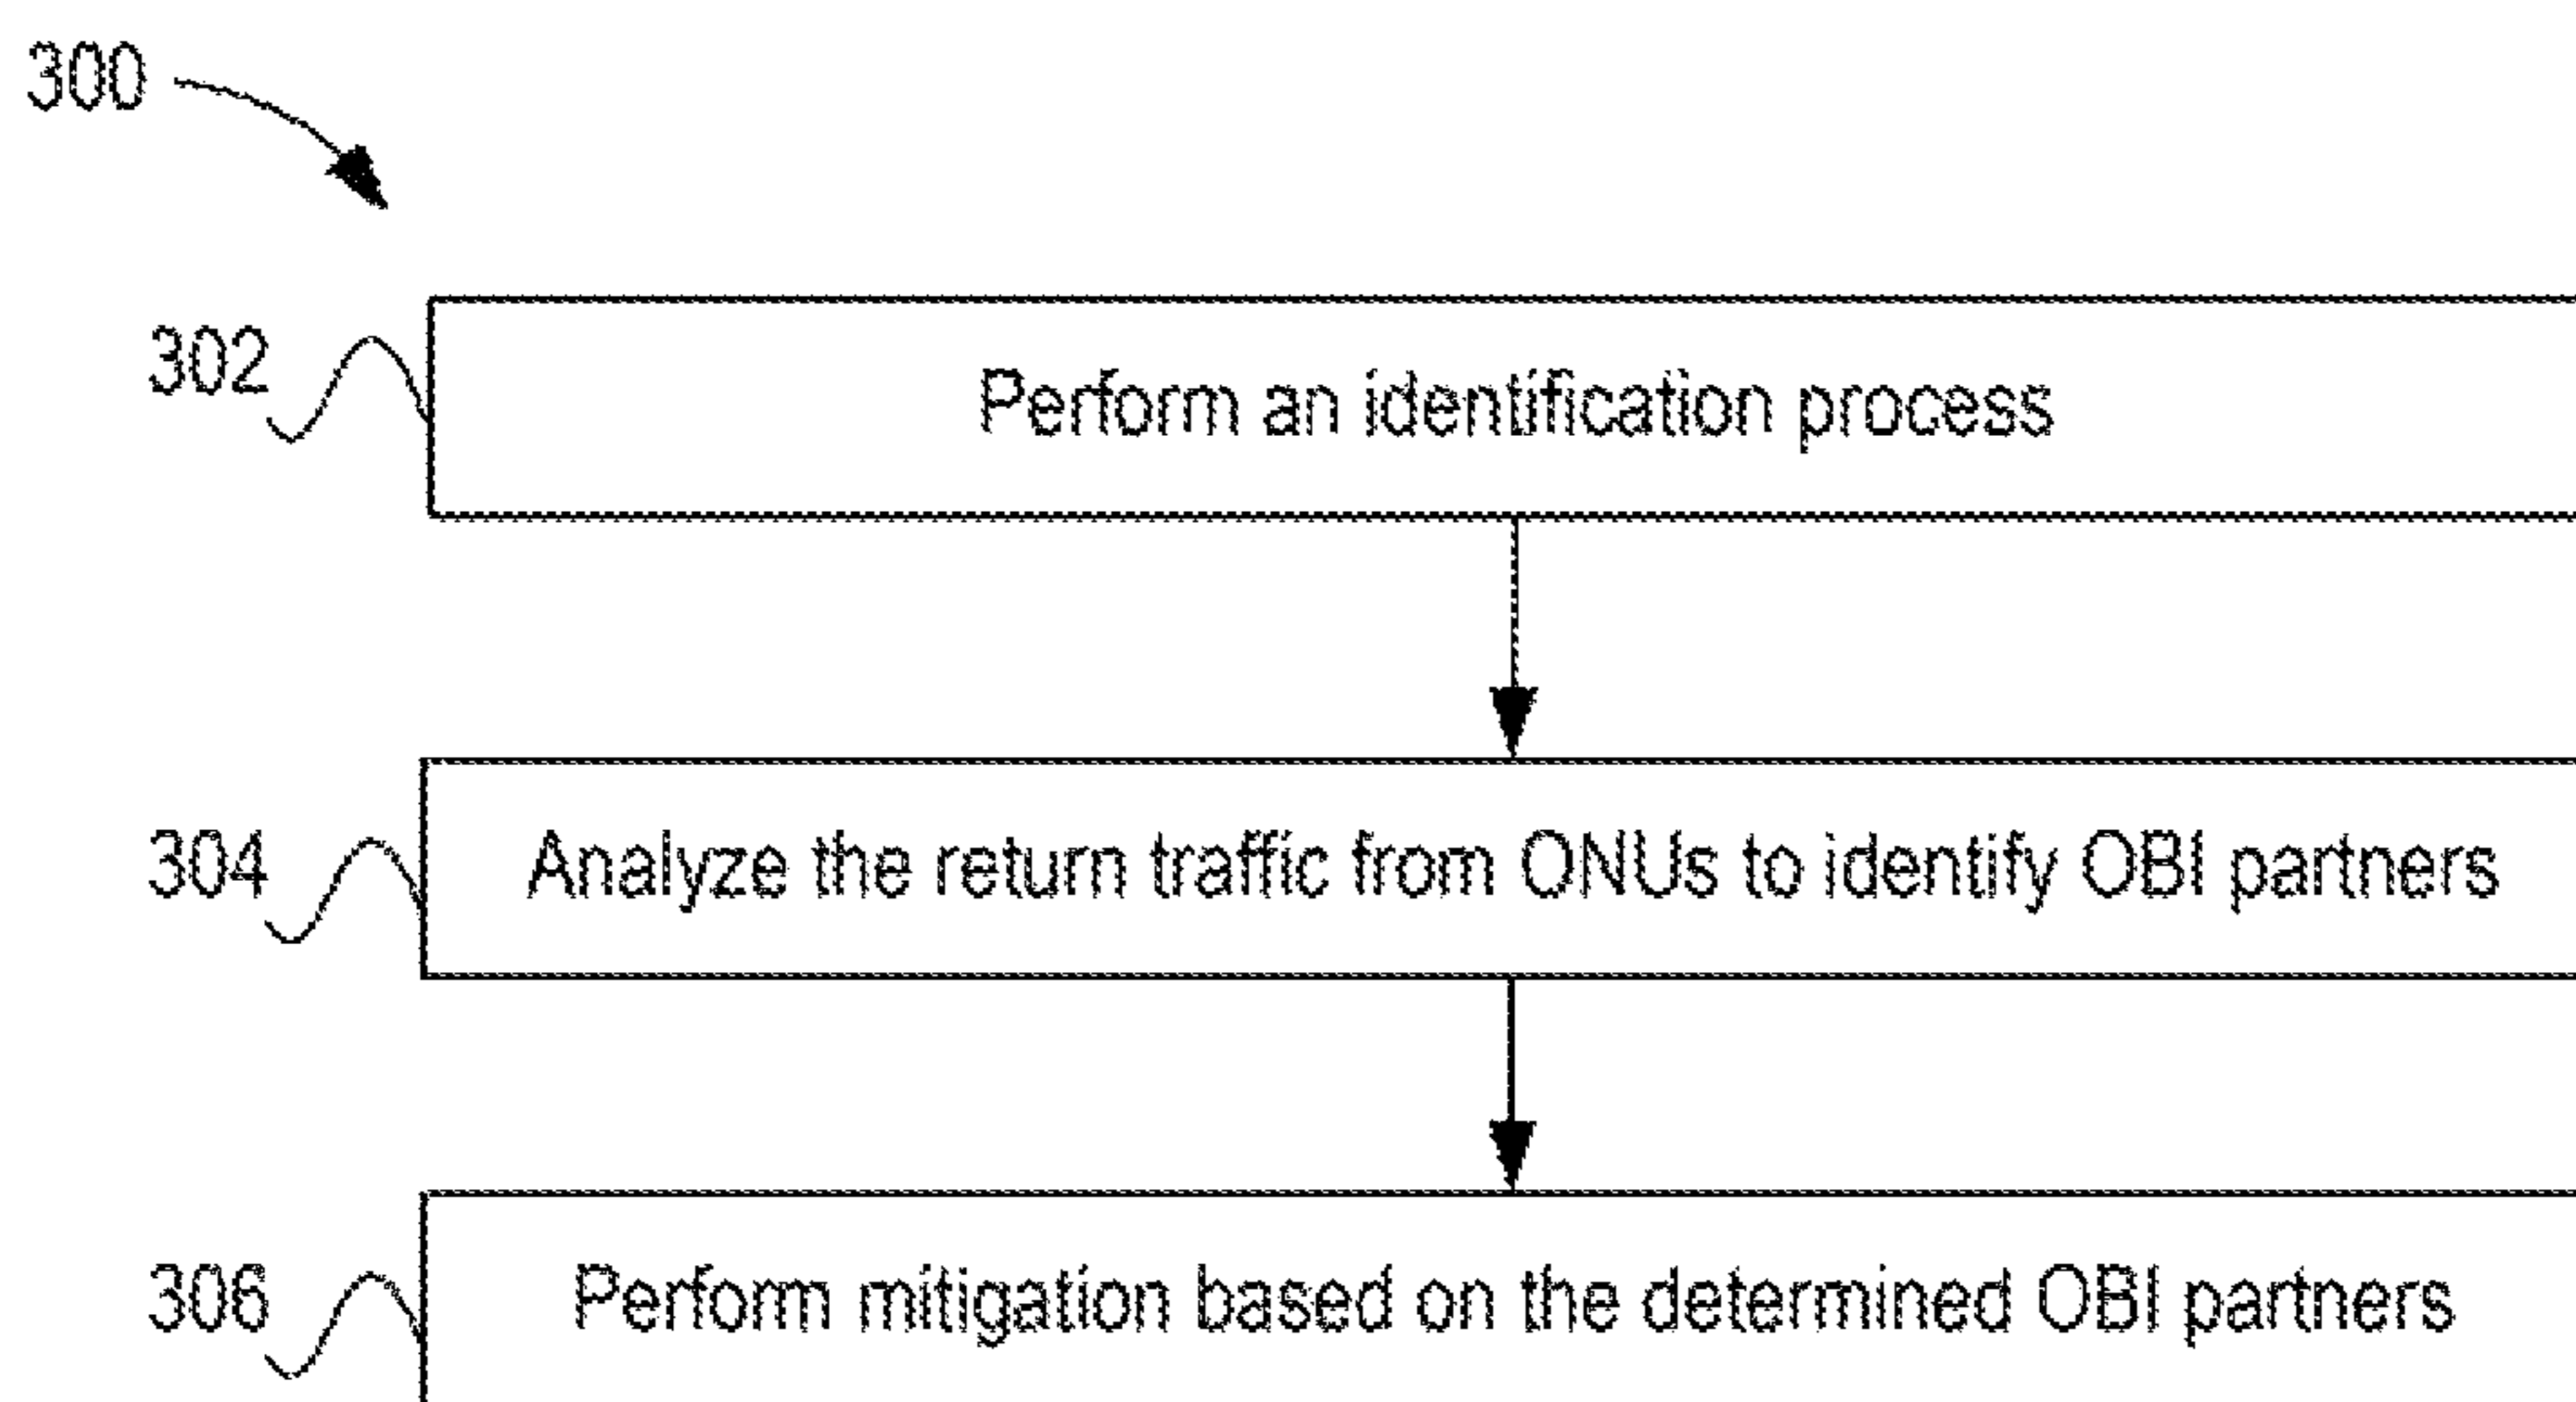 300
302
Perform an identification process
304
Analyze the return traffic from ONUs to identify OBI partners
306
Perform mitigation based on the determined OBI partners